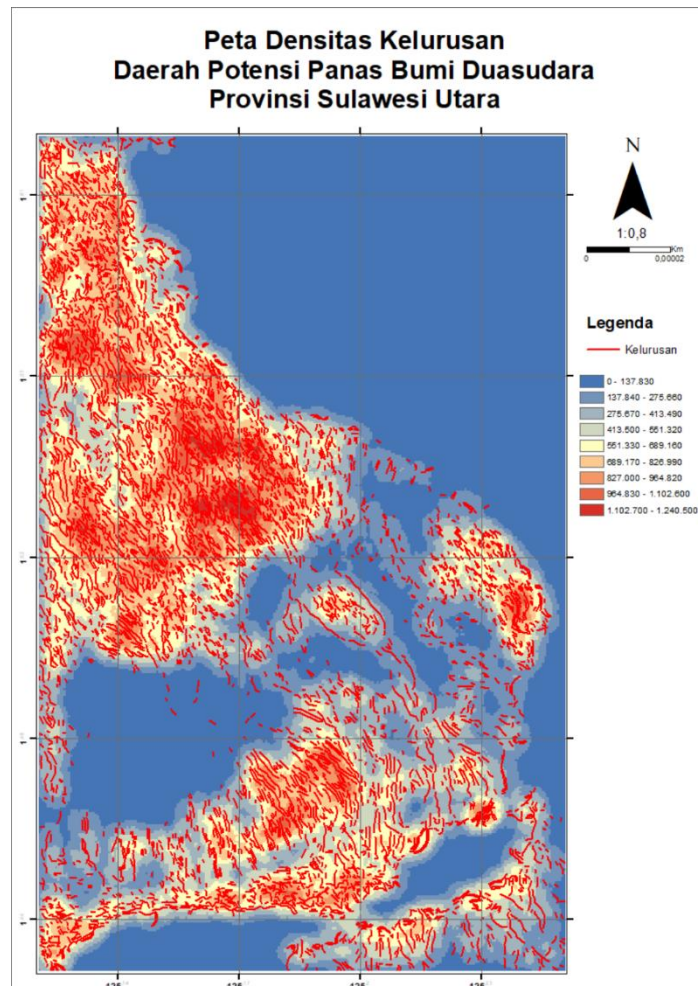 Peta Densitas Kelurusan
Daerah Potensi Panas Bumi Duasudara
Provinsi Sulawesi Utara
N
1:0,8
Km
0 0,00002
Legenda
Kelurusan
0 - 137.830
137.840 - 275.660
275.670 - 413.490
413.500 - 551.320
551.330 - 689.160
689.170 - 826.990
827.000 - 964.820
964.830 - 1.102.600
1.102.700 - 1.240.500